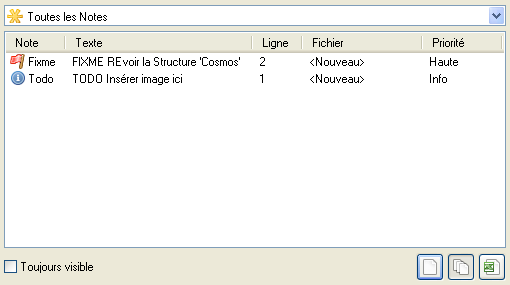 Toutes les Notes
Note Texte Ligne Fichier Priorité
Fixme FIXME REvoir la Structure 'Cosmos' 2 <Nouveau> Haute
Todo TODO Insérer image ici 1 <Nouveau> Info
Toujours visible